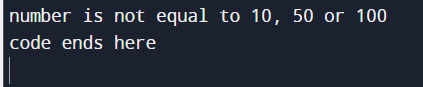 number is not equal to 10, 50 or 100
code ends here